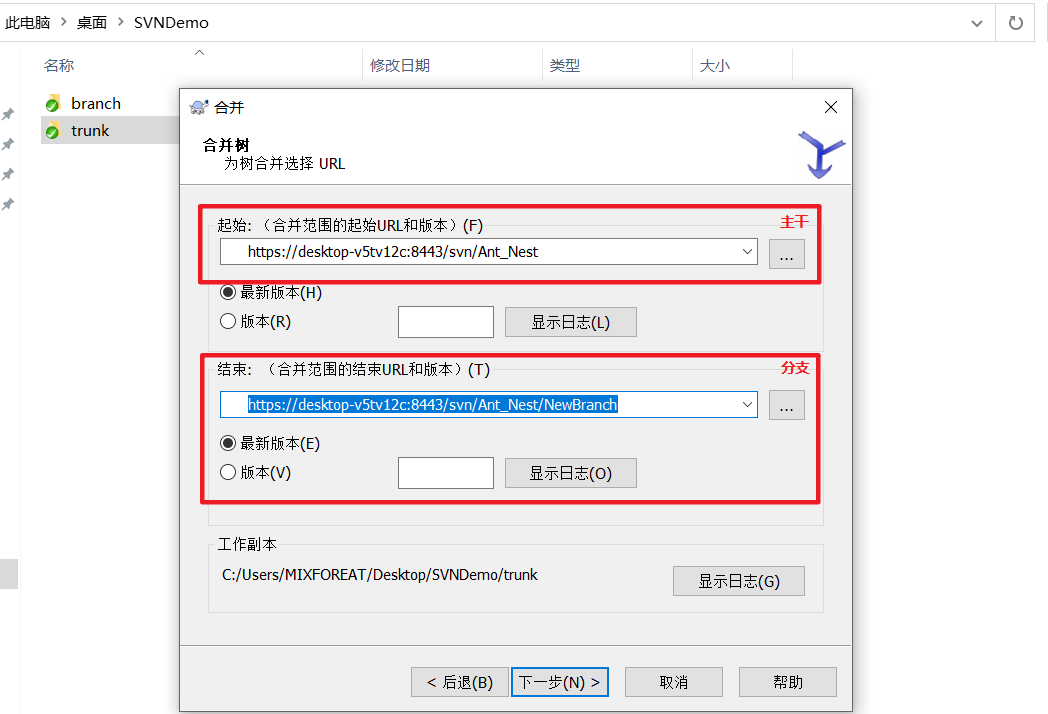 此电脑 > 桌面 > SVNDemo
名称 修改日期 类型 大小
branch
trunk
合并
合并树
为树合并选择 URL
起始: (合并范围的起始URL和版本) (F) 主干
https://desktop-v5tv12c:8443/svn/Ant_Nest ...
最新版本(H)
版本(R) 显示日志(L)
结束: (合并范围的结束URL和版本) (T) 分支
https://desktop-v5tv12c:8443/svn/Ant_Nest/NewBranch ...
最新版本(E)
版本(V) 显示日志(O)
工作副本
C:/Users/MIXFOREAT/Desktop/SVNDemo/trunk 显示日志(G)
< 后退(B) 下一步(N) > 取消 帮助